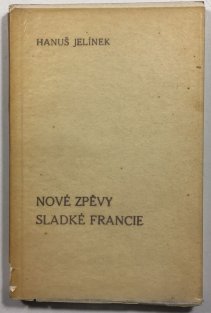 HANUŠ JELÍNEK
NOVÉ ZPĚVY
SLADKÉ FRANCIE